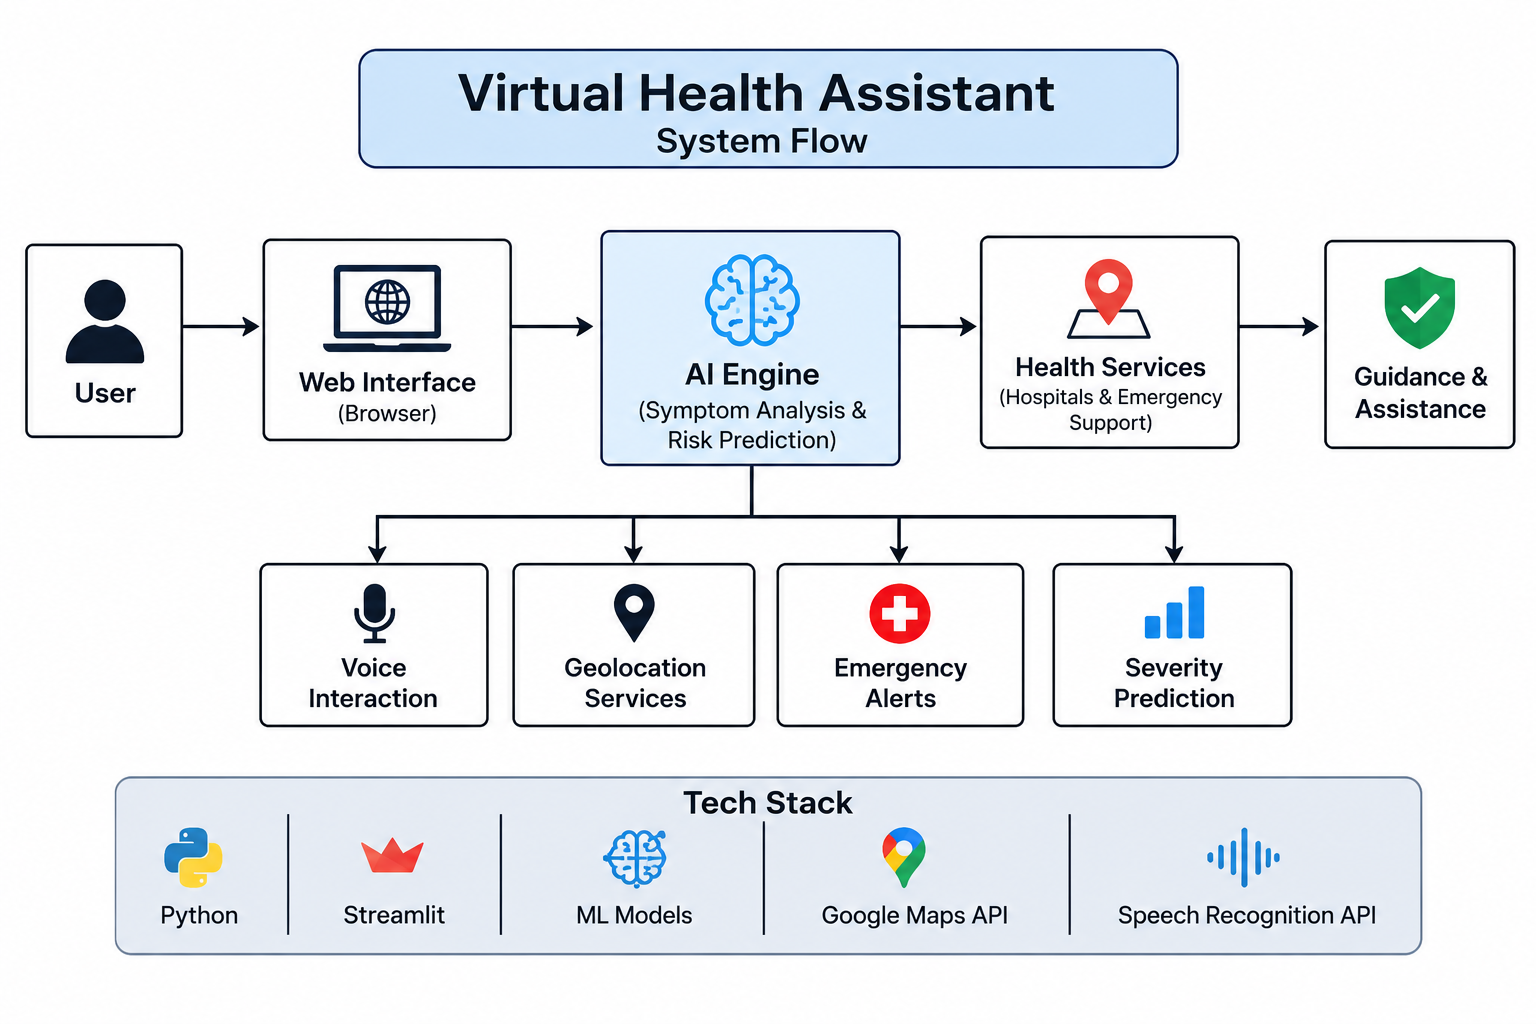 Virtual Health Assistant
System Flow
User
Web Interface
(Browser)
AI Engine
(Symptom Analysis &
Risk Prediction)
Health Services
(Hospitals & Emergency
Support)
Guidance &
Assistance
Voice
Interaction
Geolocation
Services
Emergency
Alerts
Severity
Prediction
Tech Stack
Python
Streamlit
ML Models
Google Maps API
Speech Recognition API